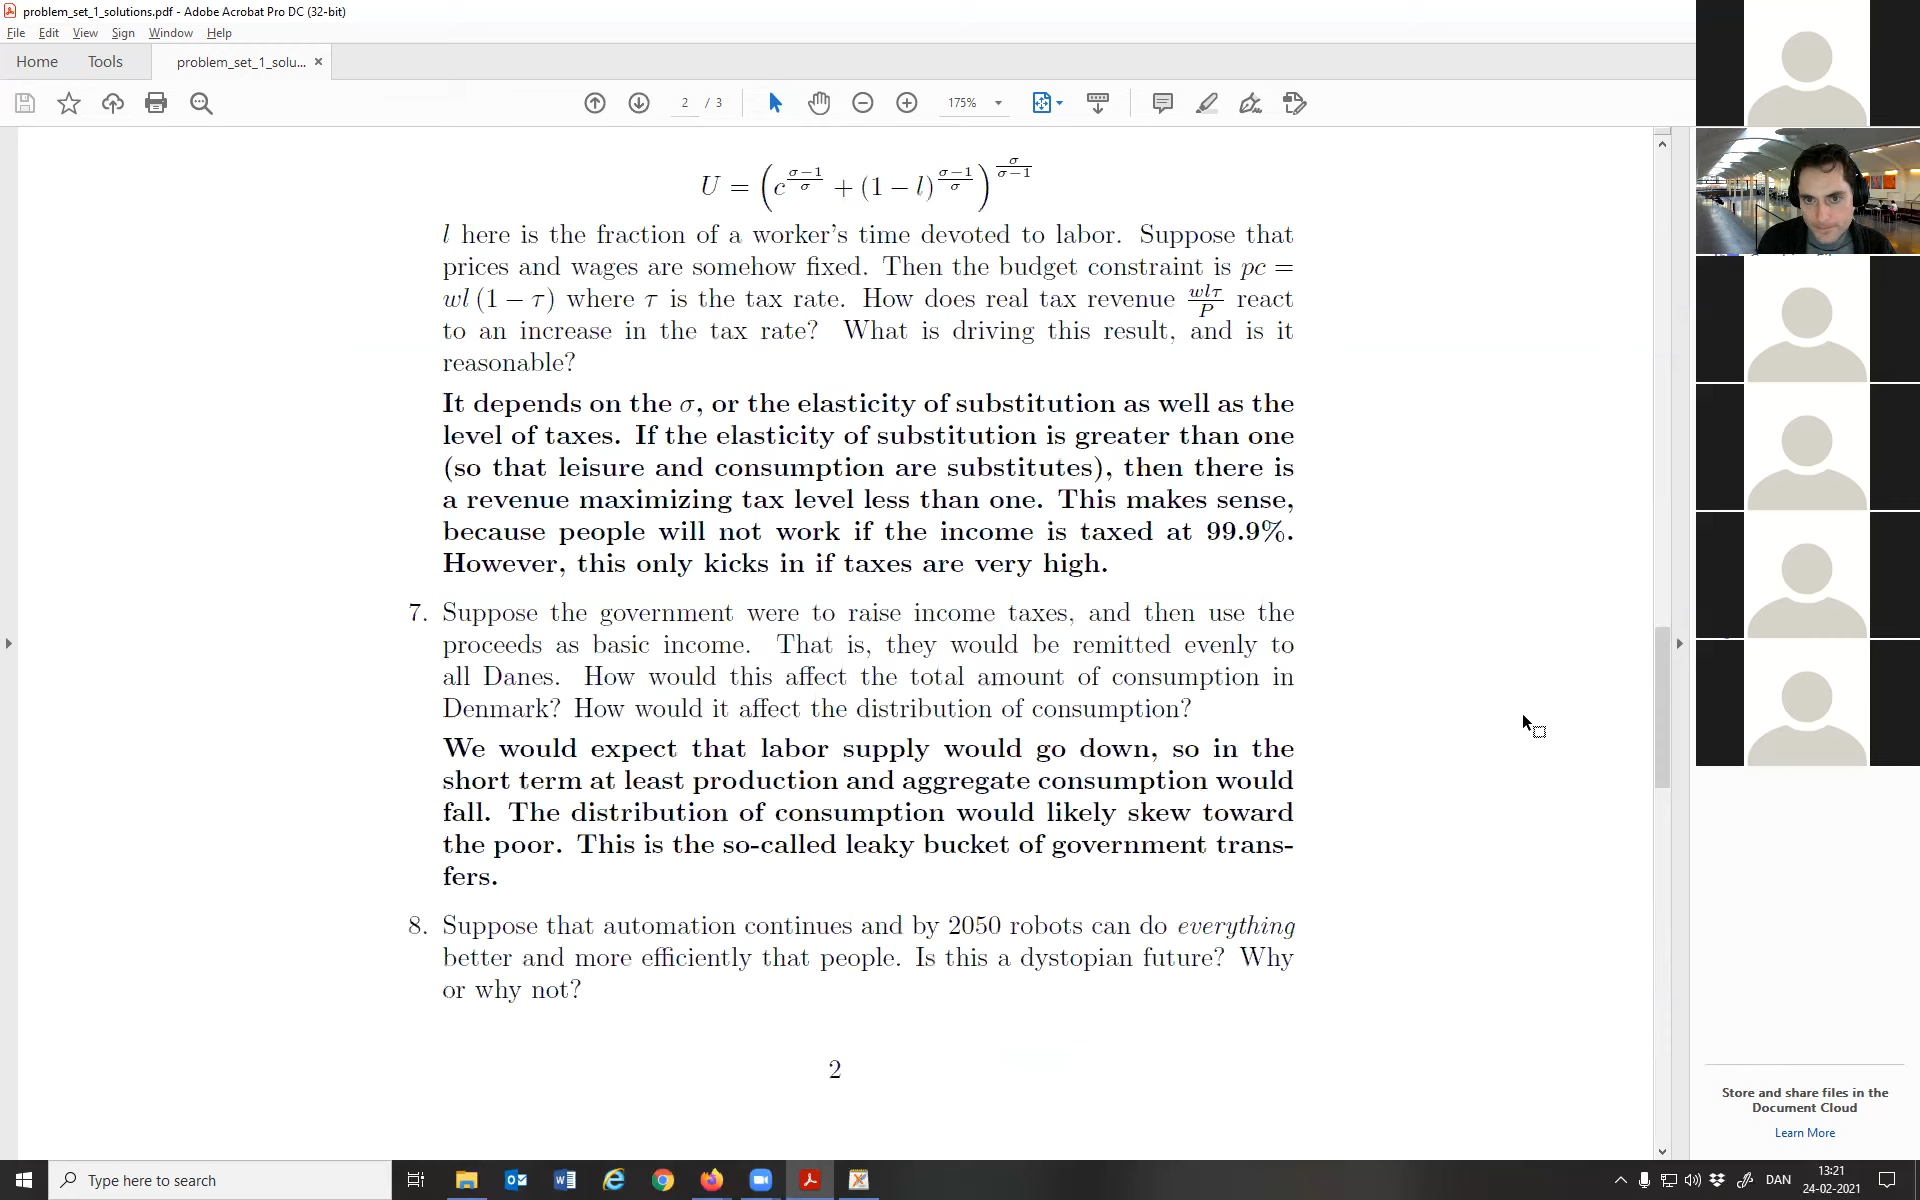 problem_set_1_solutions.pdf - Adobe Acrobat Pro DC (32-bit)
File Edit View Sign Window Help
Home Tools problem_set_1_solu... ×
2 / 3 175%
U = \left( c^{\frac{σ−1}{σ}} + (1 − l)^{\frac{σ−1}{σ}} \right)^{\frac{σ}{σ−1}}
l here is the fraction of a worker's time devoted to labor. Suppose that
prices and wages are somehow fixed. Then the budget constraint is pc =
wl (1 − τ) where τ is the tax rate. How does real tax revenue \frac{wlτ}{P} react
to an increase in the tax rate? What is driving this result, and is it
reasonable?
It depends on the σ, or the elasticity of substitution as well as the
level of taxes. If the elasticity of substitution is greater than one
(so that leisure and consumption are substitutes), then there is
a revenue maximizing tax level less than one. This makes sense,
because people will not work if the income is taxed at 99.9%.
However, this only kicks in if taxes are very high.
7. Suppose the government were to raise income taxes, and then use the
proceeds as basic income. That is, they would be remitted evenly to
all Danes. How would this affect the total amount of consumption in
Denmark? How would it affect the distribution of consumption?
We would expect that labor supply would go down, so in the
short term at least production and aggregate consumption would
fall. The distribution of consumption would likely skew toward
the poor. This is the so-called leaky bucket of government trans-
fers.
8. Suppose that automation continues and by 2050 robots can do everything
better and more efficiently that people. Is this a dystopian future? Why
or why not?
2
Store and share files in the
Document Cloud
Learn More
Type here to search
DAN
13:21
24-02-2021